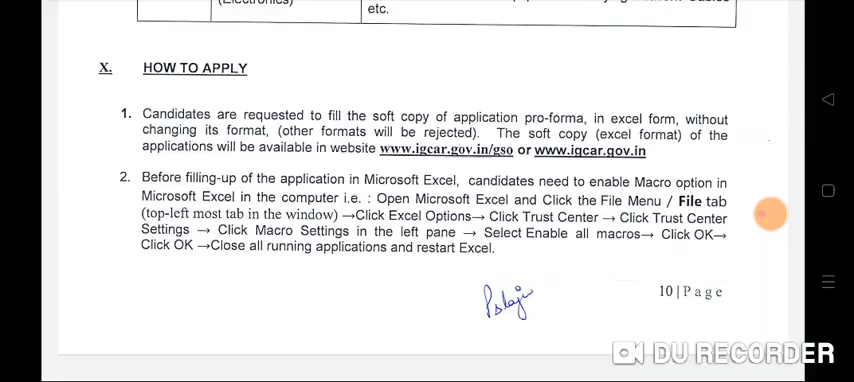 (Electronics)
etc.
X. HOW TO APPLY
1. Candidates are requested to fill the soft copy of application pro-forma, in excel form, without
changing its format, (other formats will be rejected). The soft copy (excel format) of the
applications will be available in website www.igcar.gov.in/gso or www.igcar.gov.in
2. Before filling-up of the application in Microsoft Excel, candidates need to enable Macro option in
Microsoft Excel in the computer i.e. : Open Microsoft Excel and Click the File Menu / File tab
(top-left most tab in the window) →Click Excel Options→ Click Trust Center → Click Trust Center
Settings → Click Macro Settings in the left pane → Select Enable all macros→ Click OK→
Click OK →Close all running applications and restart Excel.
10 | P a g e
DU RECORDER